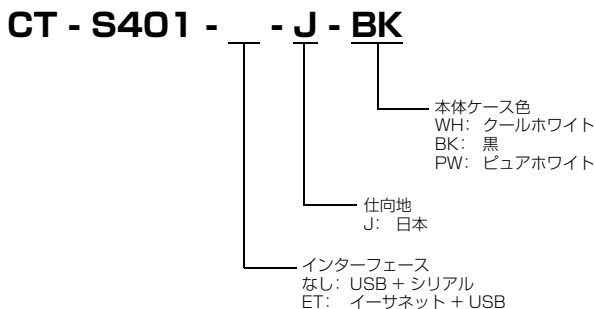 CT - S401 - __ - J - BK
本体ケース色
WH: クールホワイト
BK: 黒
PW: ピュアホワイト
仕向地
J: 日本
インターフェース
なし: USB + シリアル
ET: イーサネット + USB